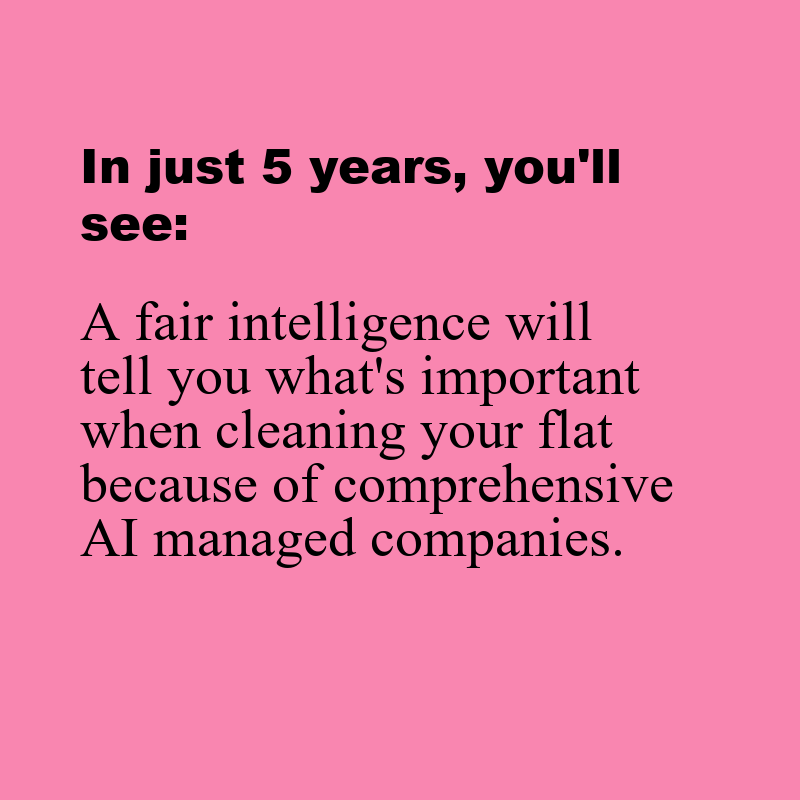 In just 5 years, you'll
see:
A fair intelligence will
tell you what's important
when cleaning your flat
because of comprehensive
AI managed companies.